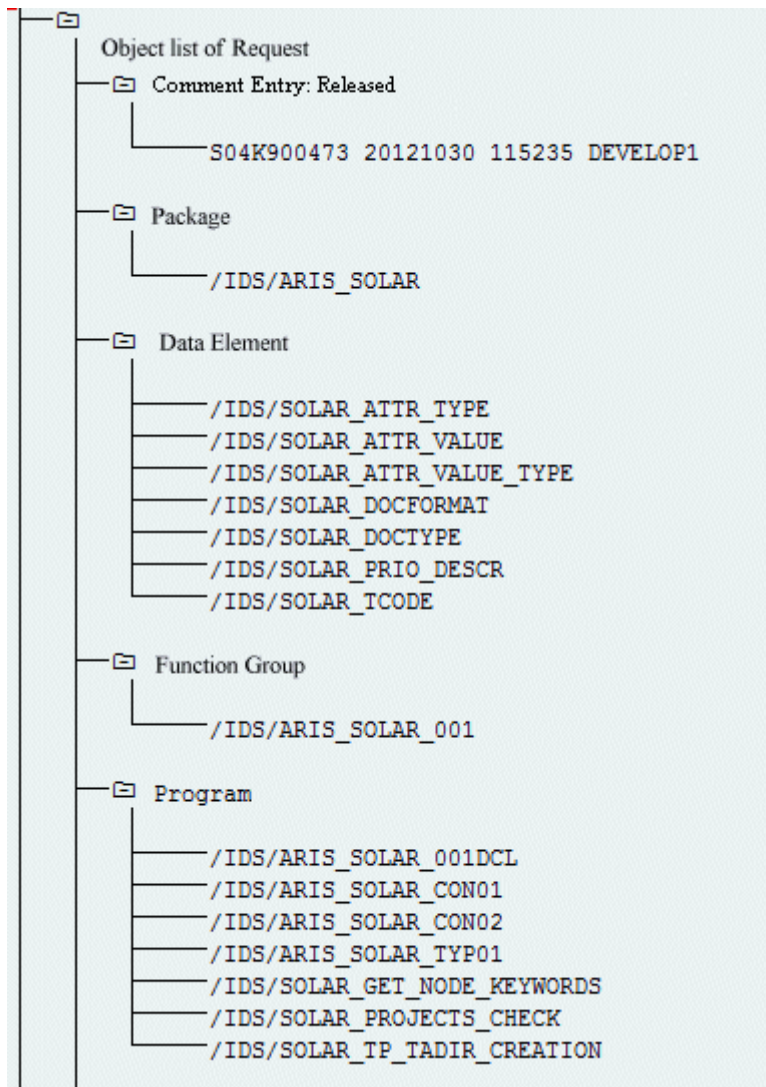 Object list of Request
Comment Entry: Released
S04K900473 20121030 115235 DEVELOP1
Package
/IDS/ARIS_SOLAR
Data Element
/IDS/SOLAR_ATTR_TYPE
/IDS/SOLAR_ATTR_VALUE
/IDS/SOLAR_ATTR_VALUE_TYPE
/IDS/SOLAR_DOCFORMAT
/IDS/SOLAR_DOCTYPE
/IDS/SOLAR_PRIO_DESCR
/IDS/SOLAR_TCODE
Function Group
/IDS/ARIS_SOLAR_001
Program
/IDS/ARIS_SOLAR_001DCL
/IDS/ARIS_SOLAR_CON01
/IDS/ARIS_SOLAR_CON02
/IDS/ARIS_SOLAR_TYP01
/IDS/SOLAR_GET_NODE_KEYWORDS
/IDS/SOLAR_PROJECTS_CHECK
/IDS/SOLAR_TP_TADIR_CREATION